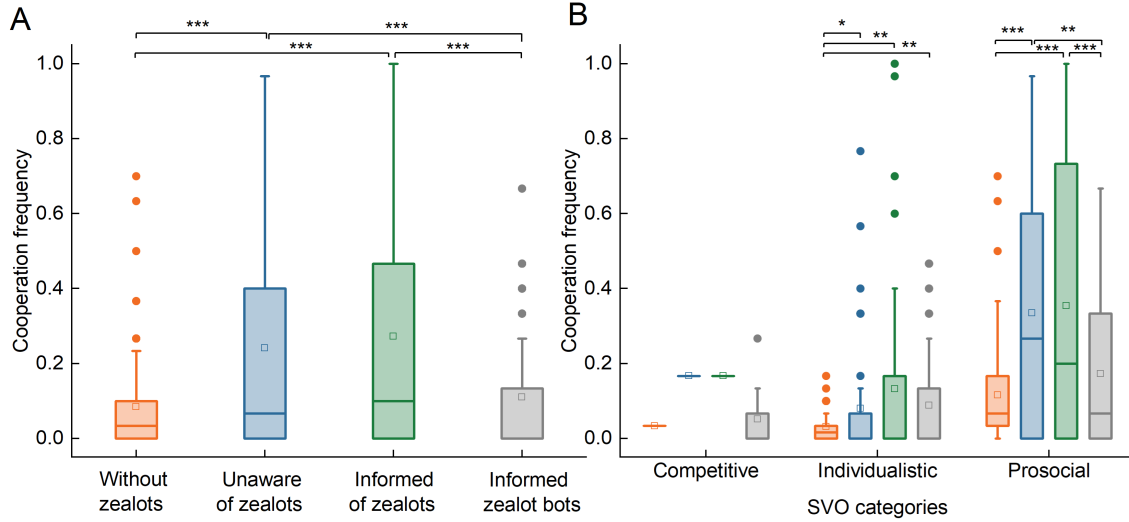 A
*** ***
*** ***
1.0
0.8
0.6
0.4
0.2
0.0
Cooperation frequency
Without
zealots
Unaware
of zealots
Informed
of zealots
Informed
zealot bots
B
*
**
**
*** **
*** ***
1.0
0.8
0.6
0.4
0.2
0.0
Cooperation frequency
Competitive
Individualistic
Prosocial
SVO categories